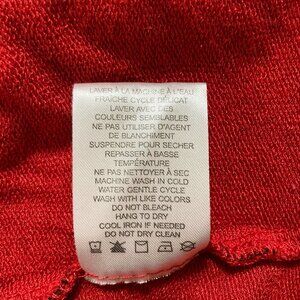 LAVER À LA MACHINE À L'EAU
FRAÎCHE CYCLE DÉLICAT
LAVER AVEC DES
COULEURS SEMBLABLES
NE PAS UTILISER D'AGENT
DE BLANCHIMENT
SUSPENDRE POUR SECHER
REPASSER À BASSE
TEMPÉRATURE
NE PAS NETTOYER À SEC
MACHINE WASH IN COLD
WATER GENTLE CYCLE
WASH WITH LIKE COLORS
DO NOT BLEACH
HANG TO DRY
COOL IRON IF NEEDED
DO NOT DRY CLEAN